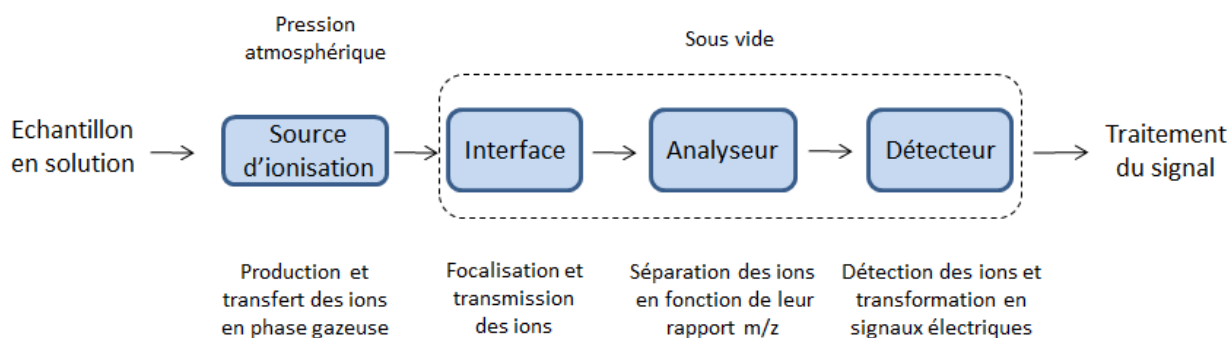 Pression
atmosphérique
Sous vide
Echantillon
en solution
Source
d'ionisation
Interface
Analyseur
Détecteur
Traitement
du signal
Production et
transfert des ions
en phase gazeuse
Focalisation et
transmission
des ions
Séparation des ions
en fonction de leur
rapport m/z
Détection des ions et
transformation en
signaux électriques